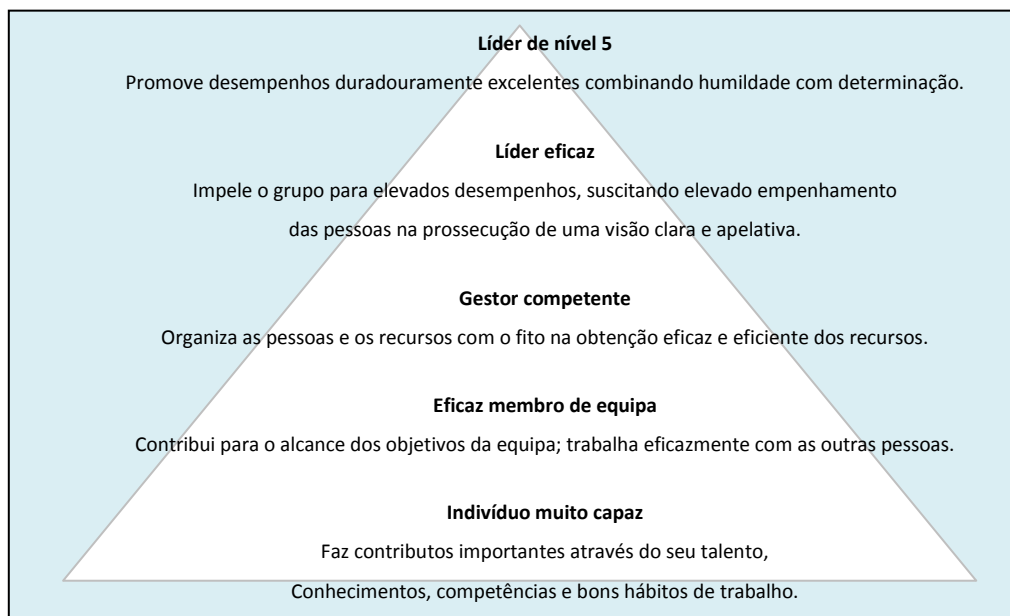 Líder de nível 5
Promove desempenhos duradouramente excelentes combinando humildade com determinação.
Líder eficaz
Impele o grupo para elevados desempenhos, suscitando elevado empenhamento
das pessoas na prossecução de uma visão clara e apelativa.
Gestor competente
Organiza as pessoas e os recursos com o fito na obtenção eficaz e eficiente dos recursos.
Eficaz membro de equipa
Contribui para o alcance dos objetivos da equipa; trabalha eficazmente com as outras pessoas.
Indivíduo muito capaz
Faz contributos importantes através do seu talento,
Conhecimentos, competências e bons hábitos de trabalho.